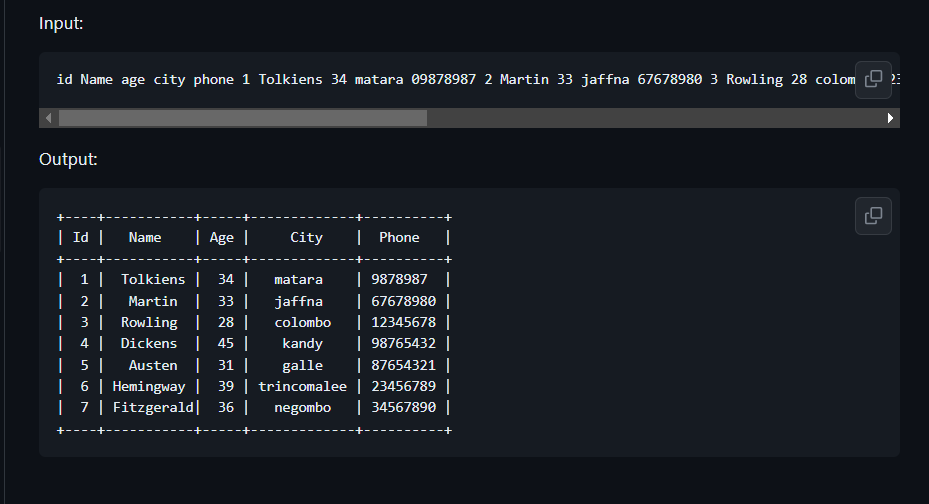 Input:
id Name age city phone 1 Tolkiens 34 matara 09878987 2 Martin 33 jaffna 67678980 3 Rowling 28
Output:
+----+-----------+-----+-------------+----------+
| Id |   Name    | Age |     City    |  Phone   |
+----+-----------+-----+-------------+----------+
|  1 |  Tolkiens |  34 |   matara    | 9878987  |
|  2 |   Martin  |  33 |   jaffna    | 67678980 |
|  3 |  Rowling  |  28 |   colombo   | 12345678 |
|  4 |  Dickens  |  45 |    kandy    | 98765432 |
|  5 |   Austen  |  31 |    galle    | 87654321 |
|  6 | Hemingway |  39 | trincomalee | 23456789 |
|  7 | Fitzgerald|  36 |   negombo   | 34567890 |
+----+-----------+-----+-------------+----------+